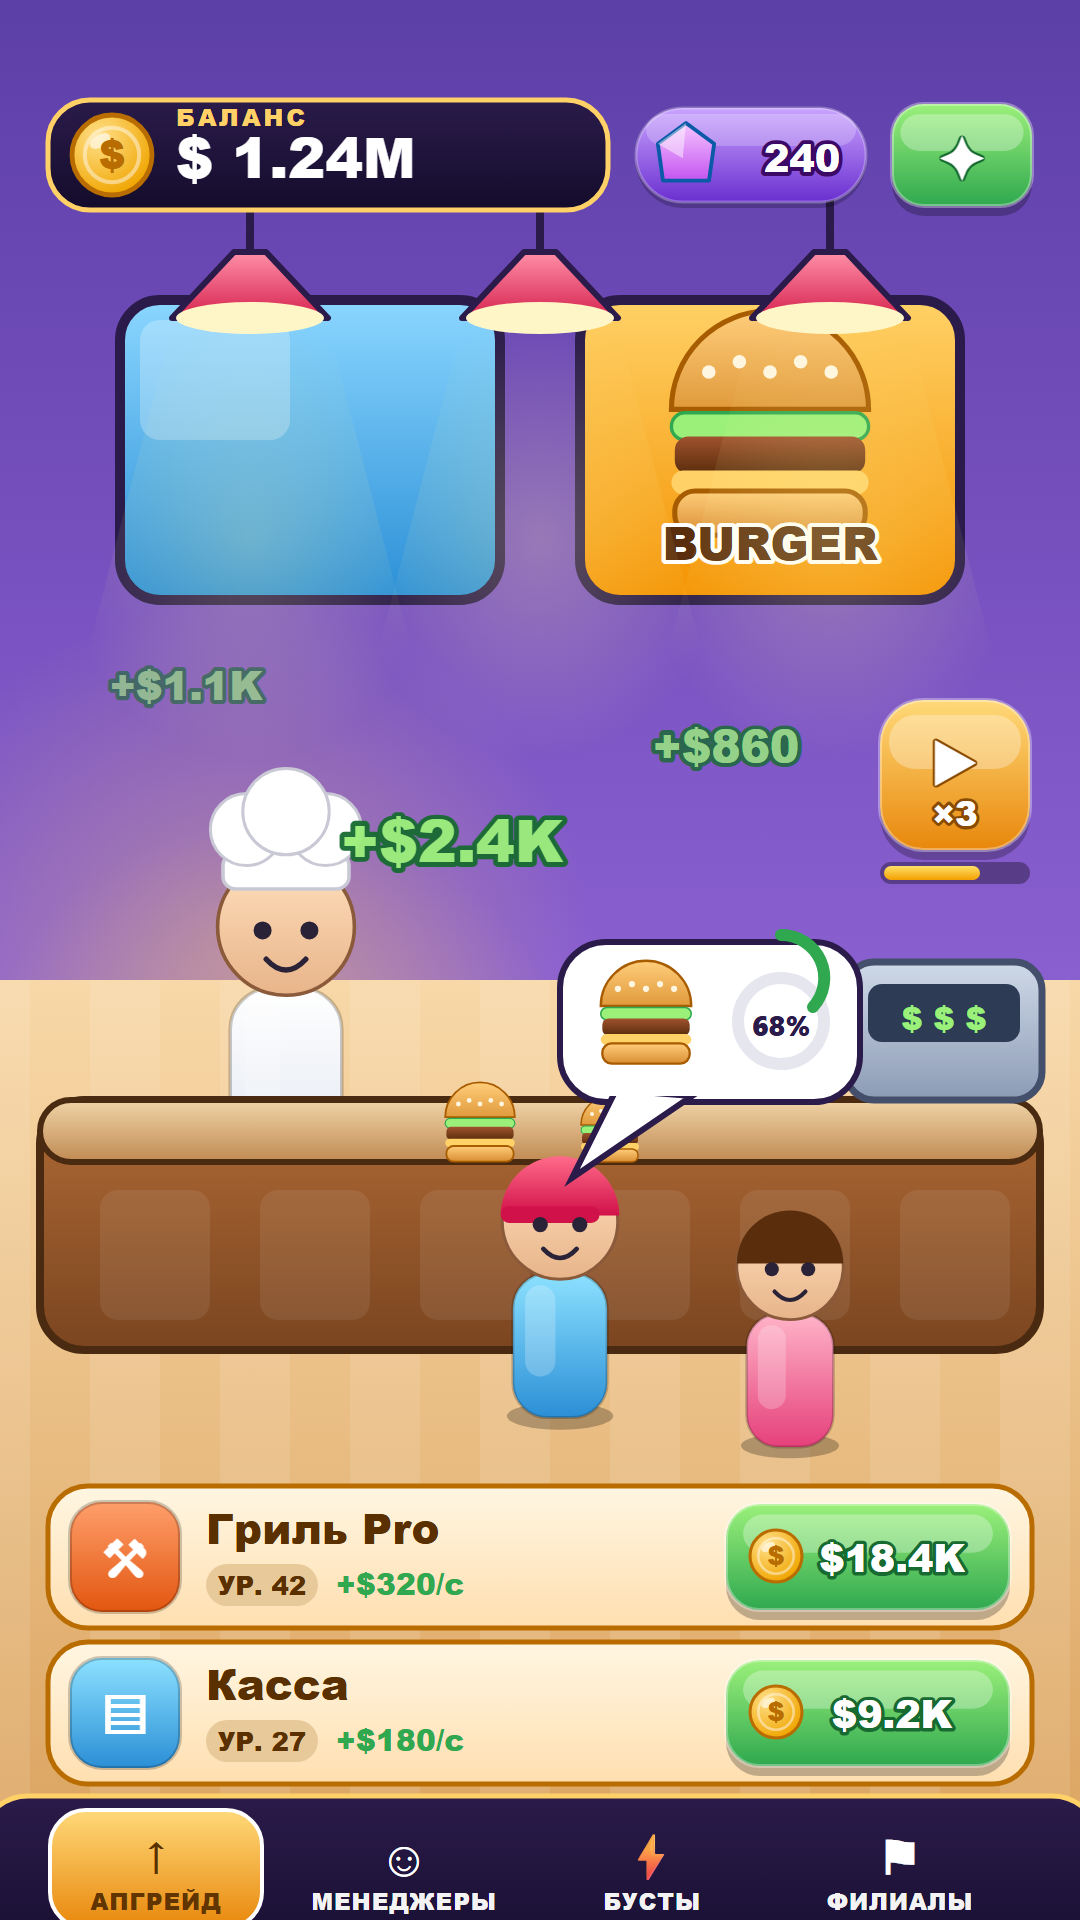 БАЛАНС
$ 1.24M
240
BURGER
+$1.1K
+$860
×3
+$2.4K
68%
$ $ $
Гриль Pro
УР. 42 +$320/с
$18.4K
Касса
УР. 27 +$180/с
$9.2K
АПГРЕЙД
МЕНЕДЖЕРЫ
БУСТЫ
ФИЛИАЛЫ